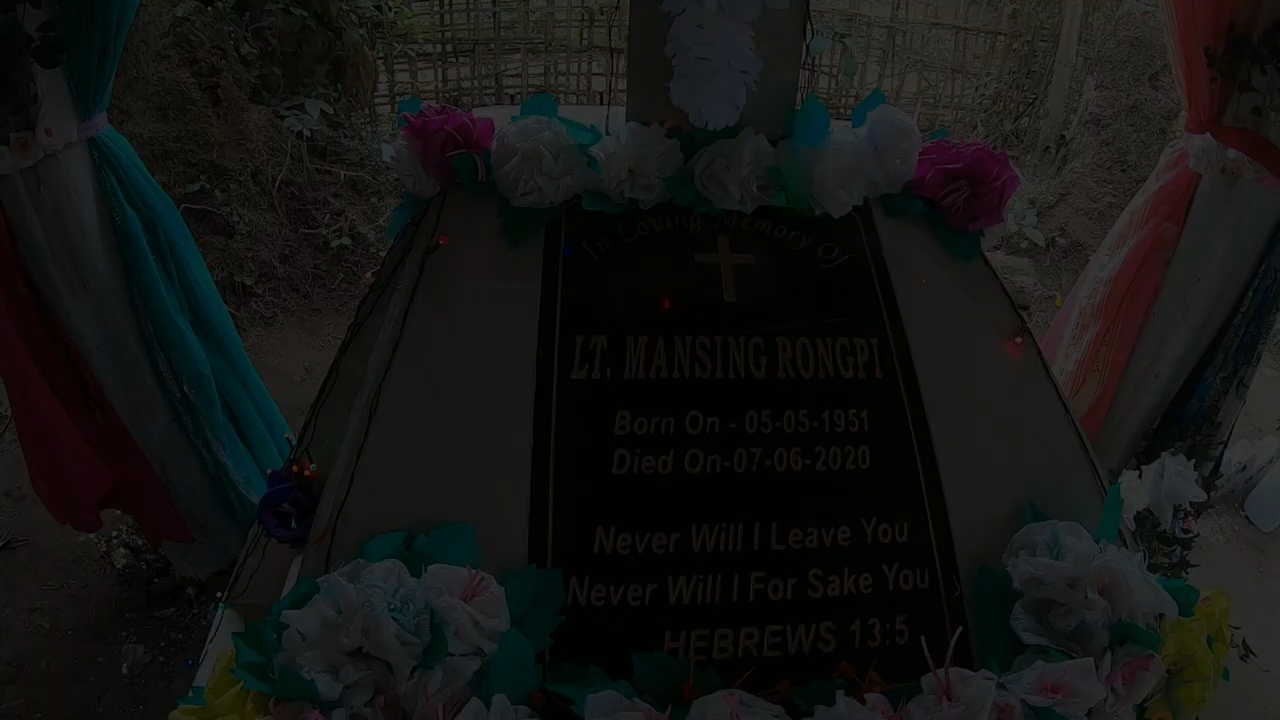 In Loving Memory Of
LT. MANSING RONGPI
Born On - 05-05-1951
Died On-07-06-2020
Never Will I Leave You
Never Will I For Sake You
HEBREWS 13:5